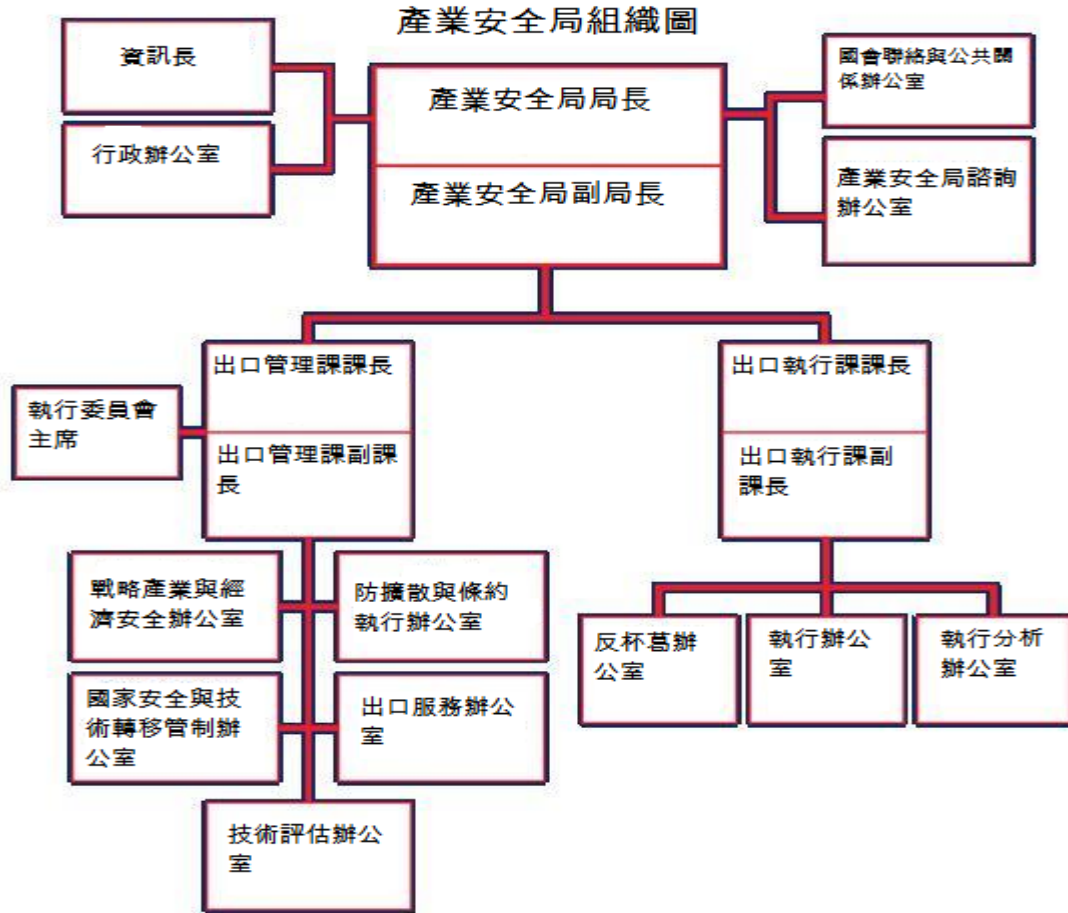 產業安全局組織圖
資訊長
行政辦公室
產業安全局局長
產業安全局副局長
國會聯絡與公共關
係辦公室
產業安全局諮詢
辦公室
出口管理課課長
出口管理課副課
長
執行委員會
主席
出口執行課課長
出口執行課副
課長
戰略產業與經
濟安全辦公室
防擴散與條約
執行辦公室
國家安全與技
術轉移管制辦
公室
出口服務辦公
室
技術評估辦公
室
反杯葛辦
公室
執行辦公
室
執行分析
辦公室